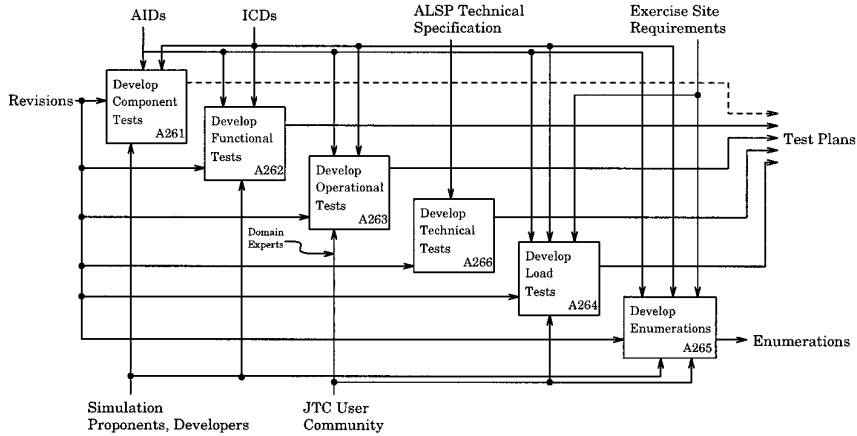 AIDs
ICDs
ALSP Technical
Specification
Exercise Site
Requirements
Revisions
Develop
Component
Tests
A261
Develop
Functional
Tests
A262
Develop
Operational
Tests
A263
Domain
Experts
Develop
Technical
Tests
A266
Develop
Load
Tests
A264
Develop
Enumerations
A265
Test Plans
Enumerations
Simulation
Proponents, Developers
JTC User
Community